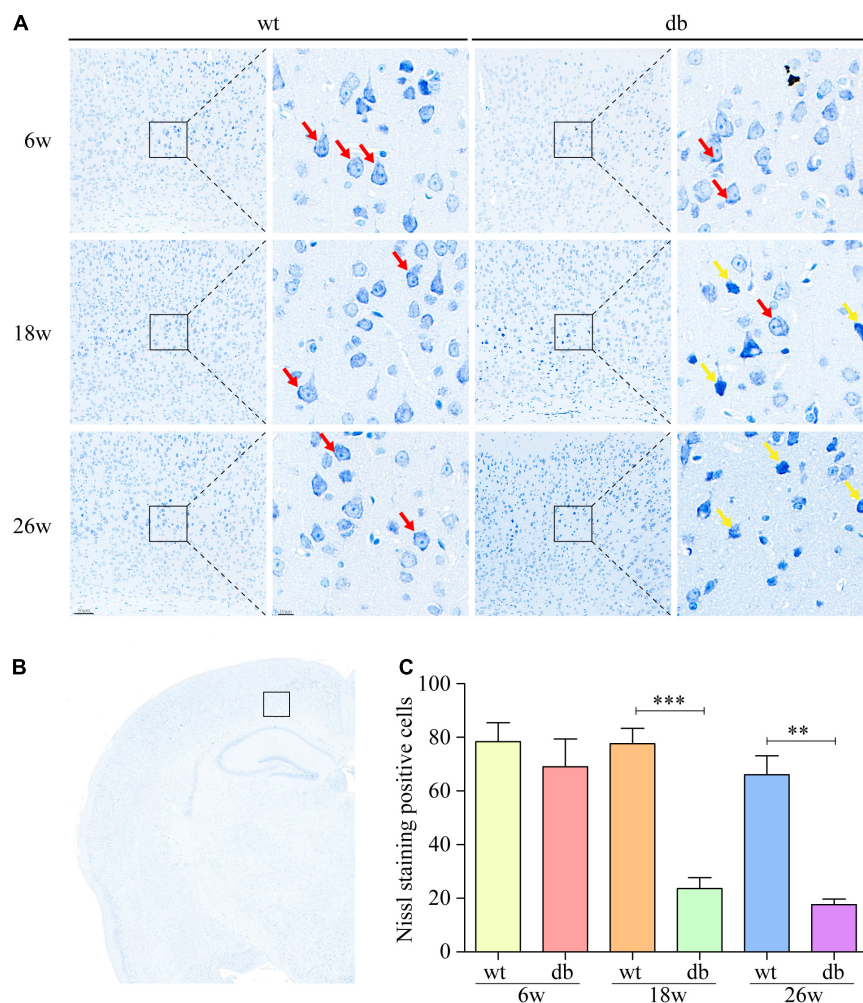 A
wt db
6w
18w
26w
B
C
Nissl staining positive cells
100
80
60
40
20
0
***
**
wt db wt db wt db
6w 18w 26w